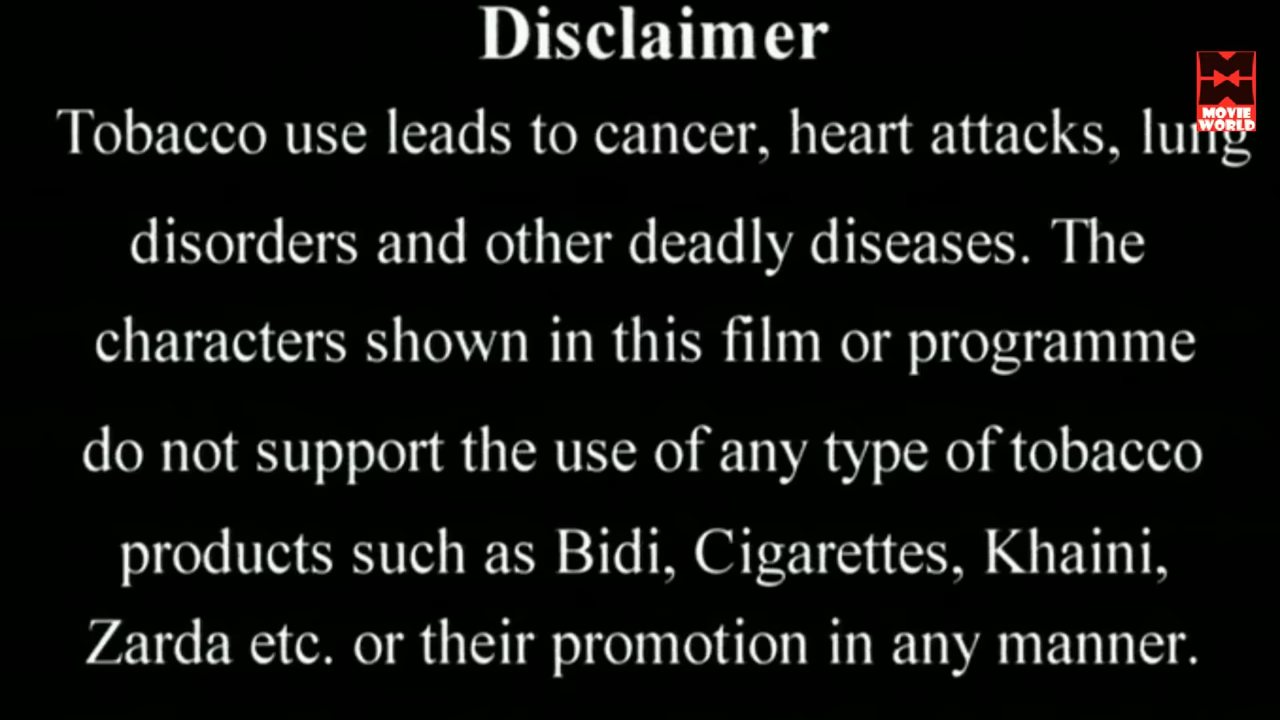 Disclaimer
Tobacco use leads to cancer, heart attacks, lung
disorders and other deadly diseases. The
characters shown in this film or programme
do not support the use of any type of tobacco
products such as Bidi, Cigarettes, Khaini,
Zarda etc. or their promotion in any manner.
MOVIE
WORLD